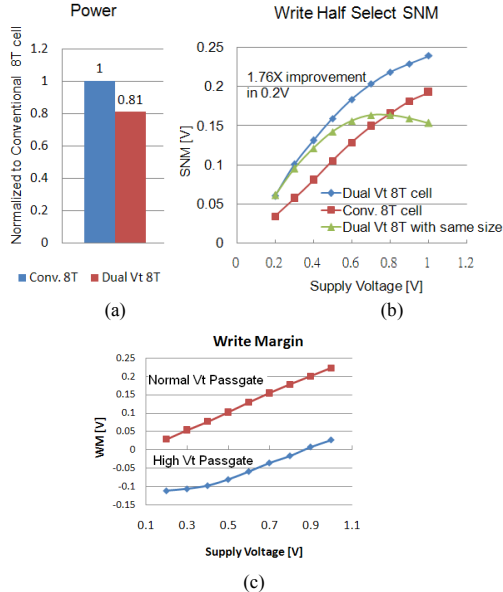 Power
Normalized to Conventional 8T cell
1.2
1
0.8
0.6
0.4
0.2
0
1
0.81
Conv. 8T
Dual Vt 8T
(a)
Write Half Select SNM
SNM [V]
0.25
0.2
0.15
0.1
0.05
0
1.76X improvement
in 0.2V
Dual Vt 8T cell
Conv. 8T cell
Dual Vt 8T with same size
0 0.2 0.4 0.6 0.8 1 1.2
Supply Voltage [V]
(b)
Write Margin
WM [V]
0.25
0.2
0.15
0.1
0.05
0
-0.05
-0.1
-0.15
Normal Vt Passgate
High Vt Passgate
0.1 0.3 0.5 0.7 0.9 1.1
Supply Voltage [V]
(c)